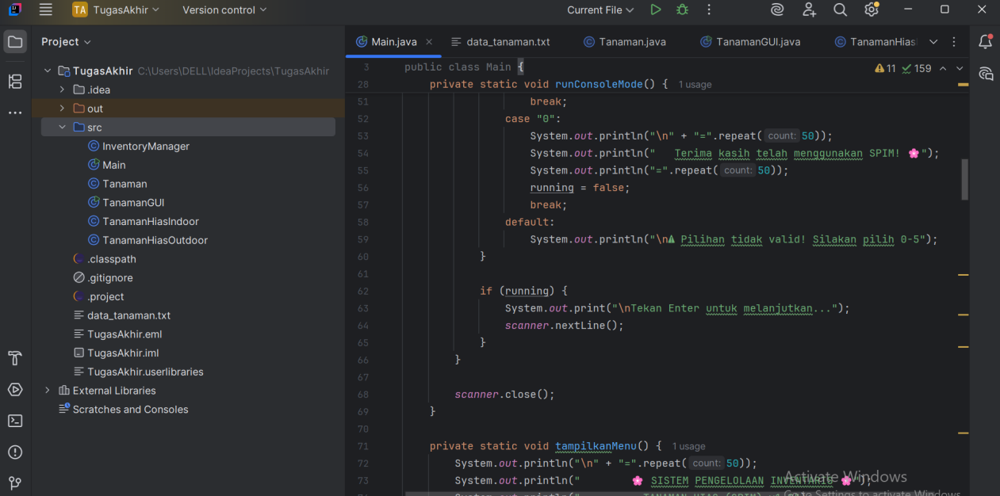 TA TugasAkhir Version control Current File
Project
Main.java data_tanaman.txt Tanaman.java TanamanGUI.java TanamanHias
TugasAkhir C:\Users\DELL\IdeaProjects\TugasAkhir
.idea
out
src
InventoryManager
Main
Tanaman
TanamanGUI
TanamanHiasIndoor
TanamanHiasOutdoor
.classpath
.gitignore
.project
data_tanaman.txt
TugasAkhir.eml
TugasAkhir.iml
TugasAkhir.userlibraries
External Libraries
Scratches and Consoles
11 159
3 public class Main {
28 private static void runConsoleMode() { 1 usage
51 break;
52 case "0":
53 System.out.println("\n" + "=".repeat( count: 50));
54 System.out.println("   Terima kasih telah menggunakan SPIM! 🌸");
55 System.out.println("=".repeat( count: 50));
56 running = false;
57 break;
58 default:
59 System.out.println("\n⚠ Pilihan tidak valid! Silakan pilih 0-5");
60 }
61
62 if (running) {
63 System.out.print("\nTekan Enter untuk melanjutkan...");
64 scanner.nextLine();
65 }
66 }
67
68 scanner.close();
69 }
70
71 private static void tampilkanMenu() { 1 usage
72 System.out.println("\n" + "=".repeat( count: 50));
73 System.out.println("        🌸 SISTEM PENGELOLAAN INVENTARIS 🌸");
System.out.println("         TANAMAN HIAS (SPIM)
Activate Windows
Go to Settings to activate Windows.